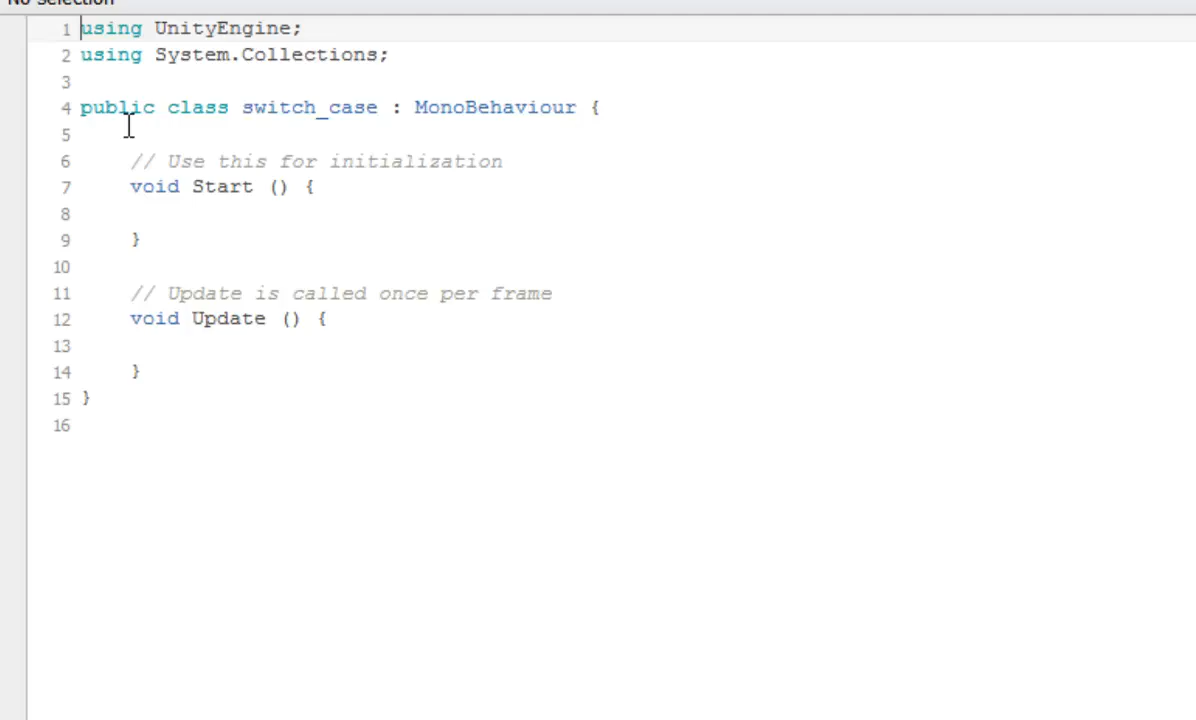 No selection
1 using UnityEngine;
2 using System.Collections;
3
4 public class switch_case : MonoBehaviour {
5
6 // Use this for initialization
7 void Start () {
8
9 }
10
11 // Update is called once per frame
12 void Update () {
13
14 }
15 }
16